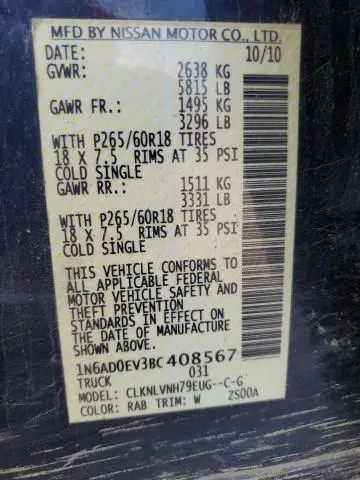 MFD BY NISSAN MOTOR CO., LTD.
DATE: 10/10
GVWR: 2638 KG
5815 LB
GAWR FR.: 1495 KG
3296 LB
WITH P265/60R18 TIRES
18 X 7.5 RIMS AT 35 PSI
COLD SINGLE
GAWR RR.: 1511 KG
3331 LB
WITH P265/60R18 TIRES
18 X 7.5 RIMS AT 35 PSI
COLD SINGLE
THIS VEHICLE CONFORMS TO
ALL APPLICABLE FEDERAL
MOTOR VEHICLE SAFETY AND
THEFT PREVENTION
STANDARDS IN EFFECT ON
THE DATE OF MANUFACTURE
1N6AD0EV3BC408567
TRUCK 031
MODEL: CLKNLVNH79EUG--C-G
COLOR: RAB TRIM: W ZS00A